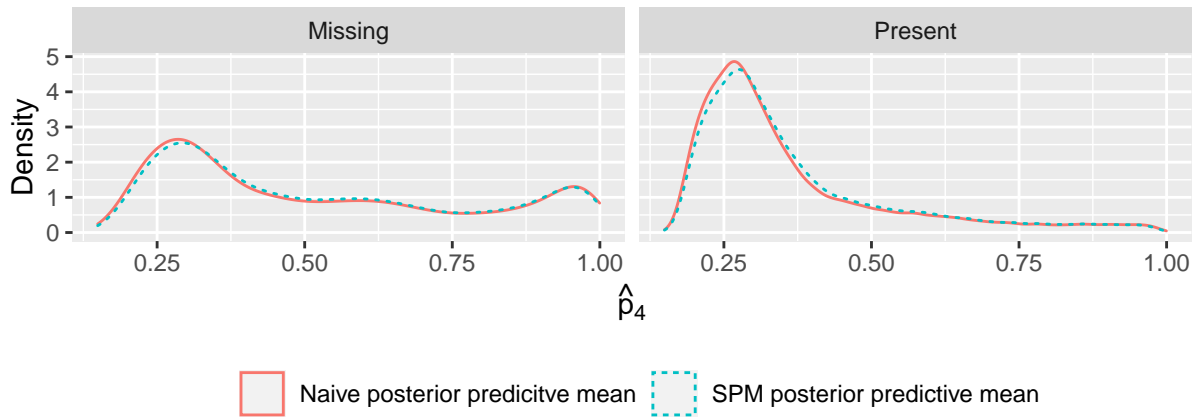 Missing Present
Density
5
4
3
2
1
0
0.25 0.50 0.75 1.00 0.25 0.50 0.75 1.00
p̂₄
Naive posterior predicitve mean SPM posterior predictive mean